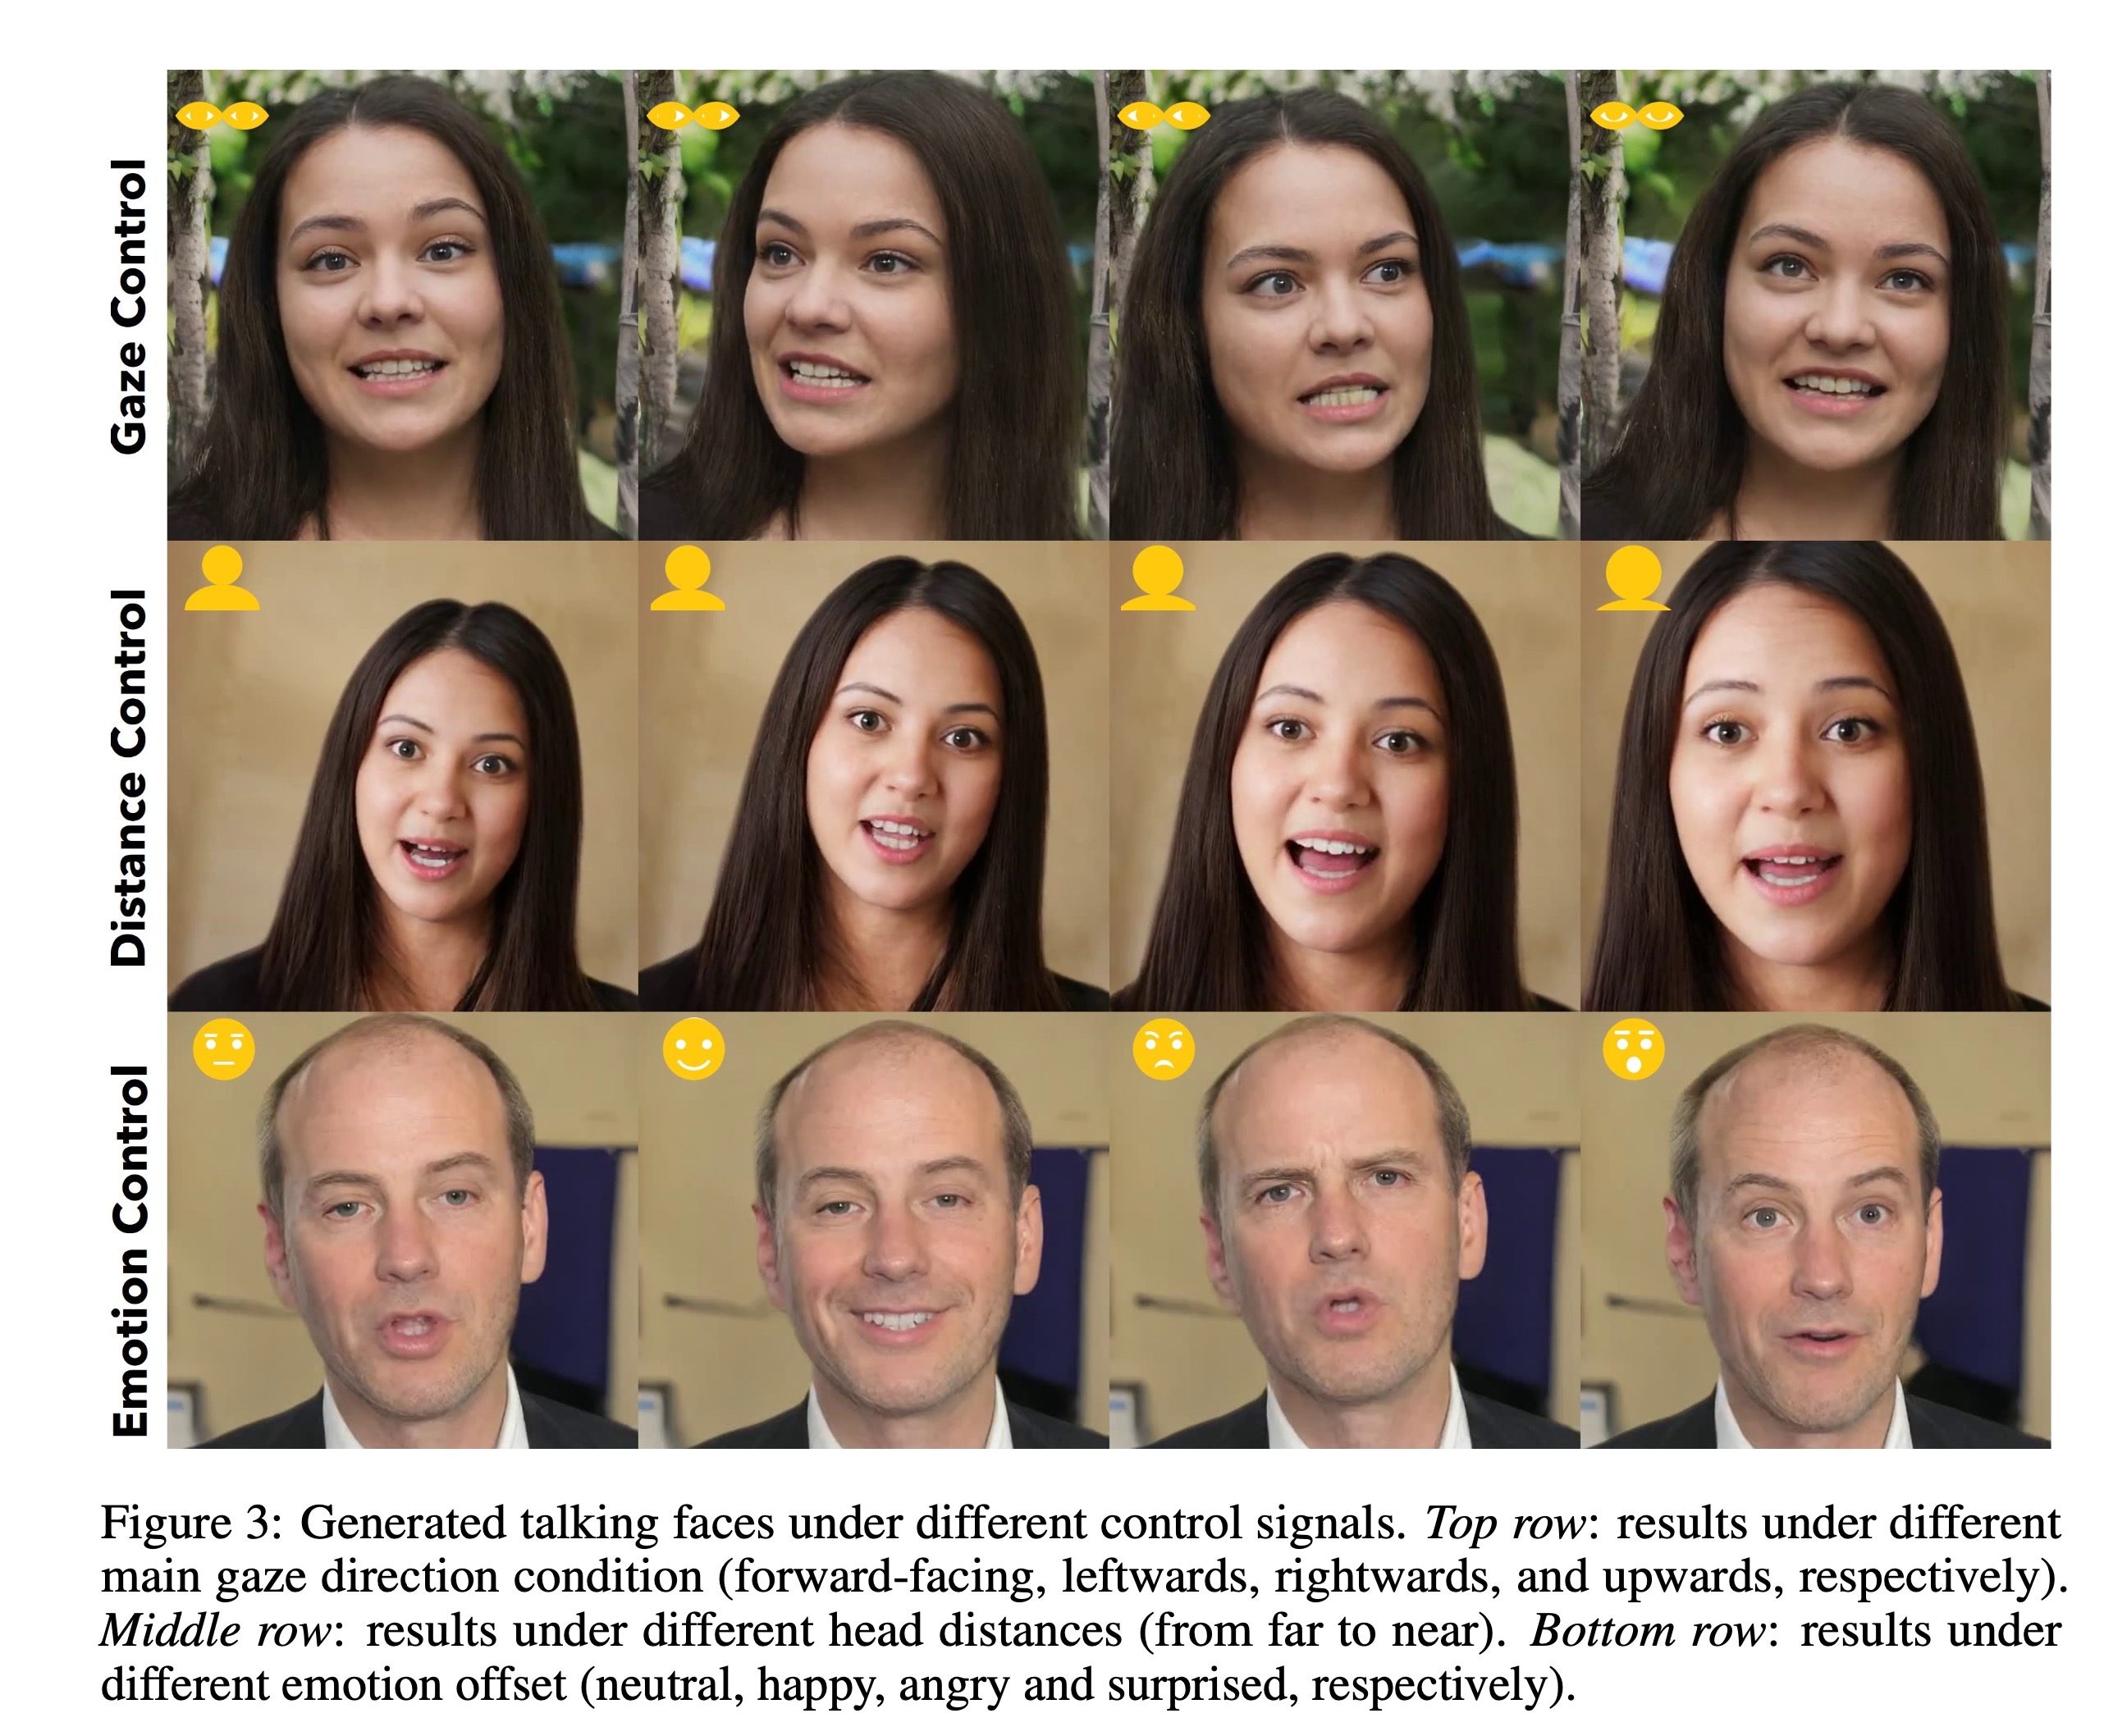 Gaze Control
Distance Control
Emotion Control
Figure 3: Generated talking faces under different control signals. Top row: results under different
main gaze direction condition (forward-facing, leftwards, rightwards, and upwards, respectively).
Middle row: results under different head distances (from far to near). Bottom row: results under
different emotion offset (neutral, happy, angry and surprised, respectively).